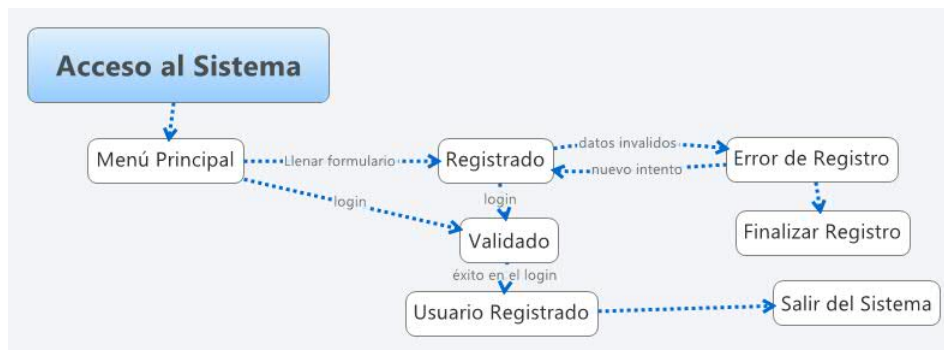 Acceso al Sistema
datos invalidos
Menú Principal
Llenar formulario
Registrado
Error de Registro
nuevo intento
login
login
Validado
Finalizar Registro
éxito en el login
Usuario Registrado
Salir del Sistema